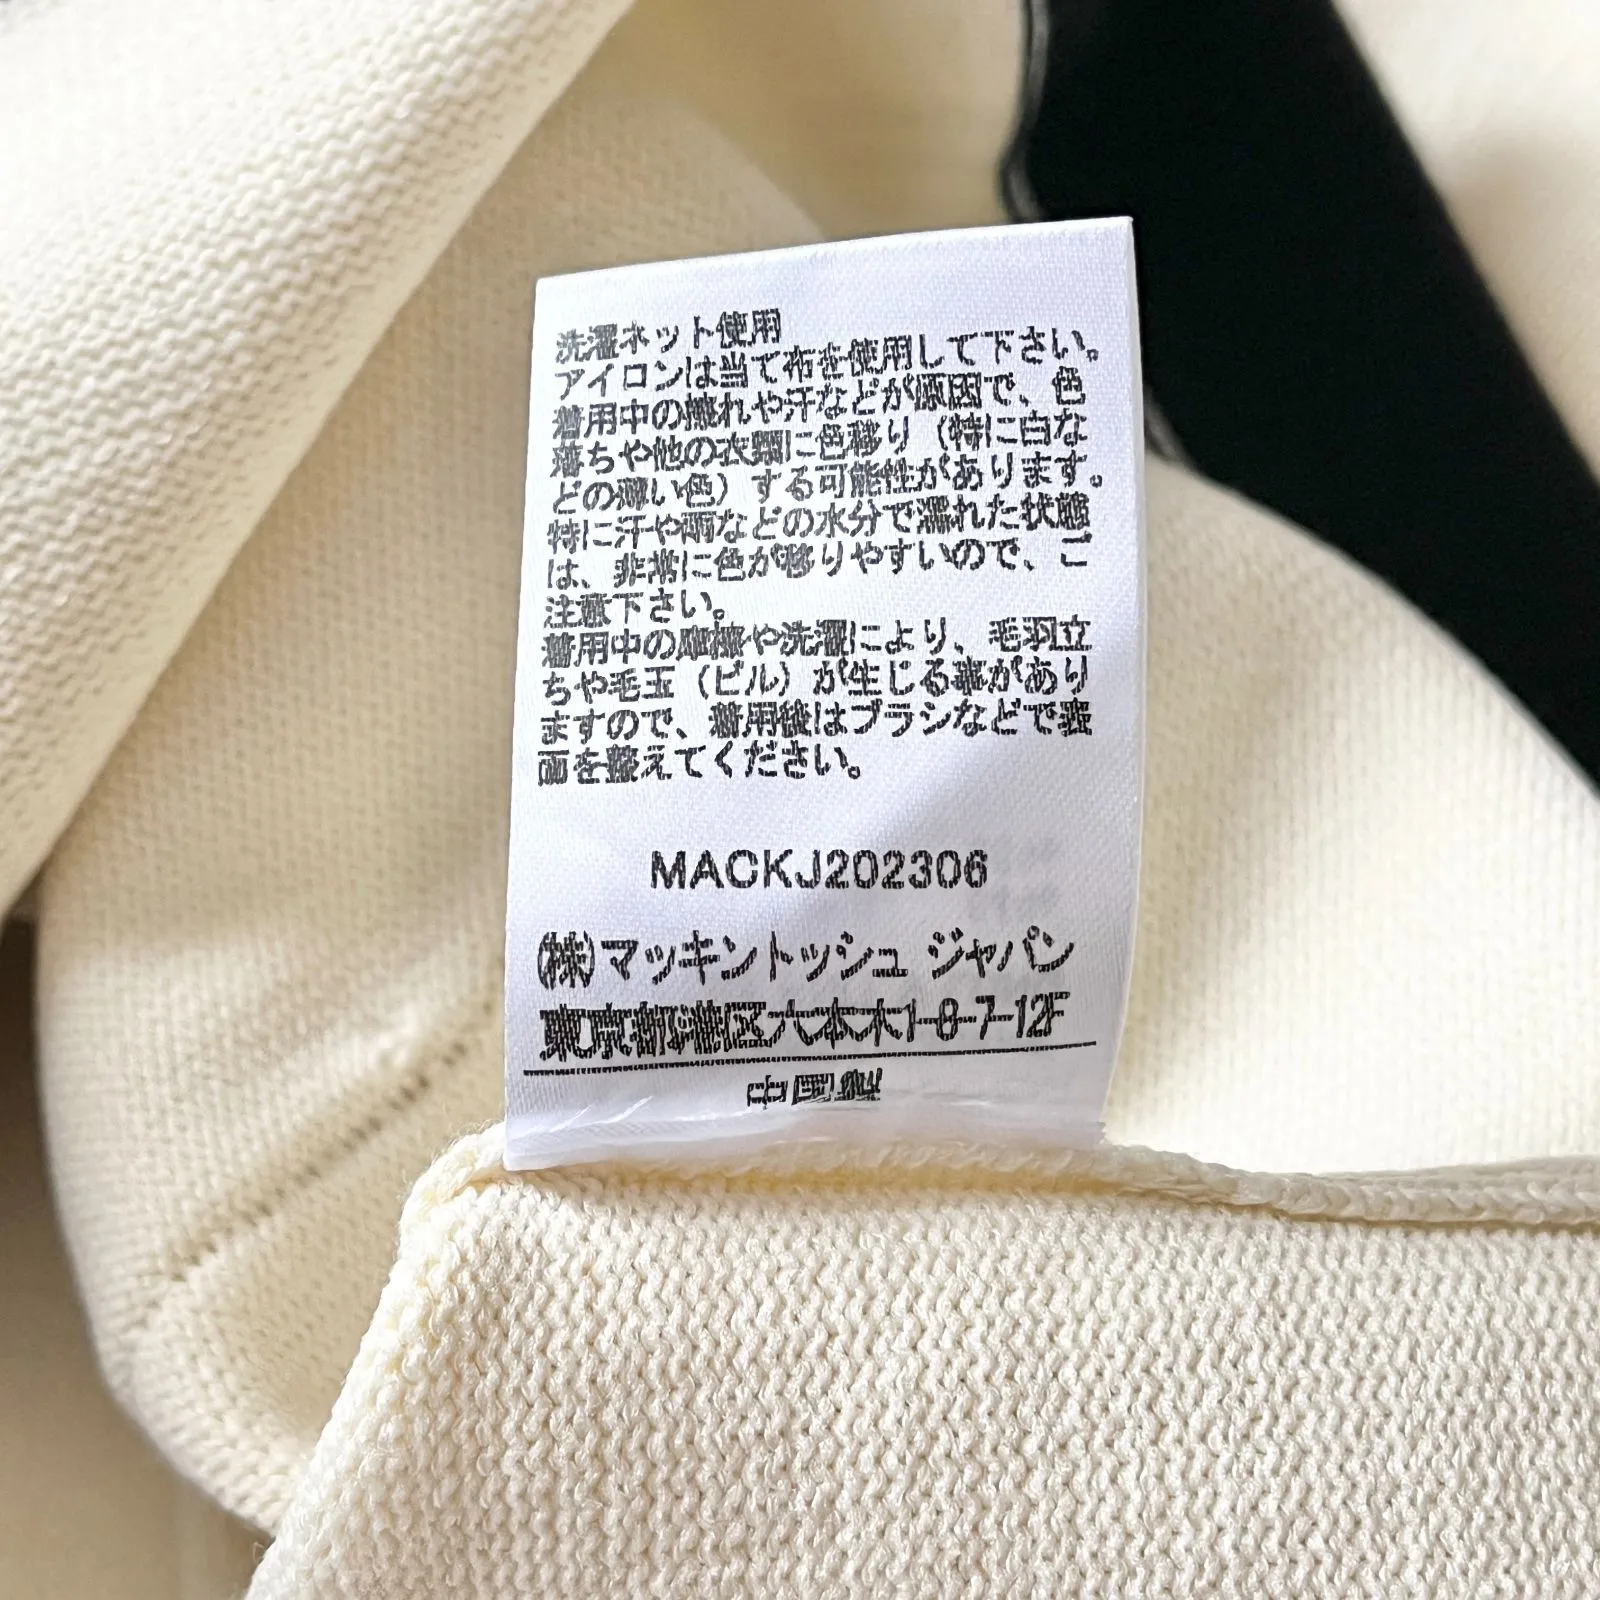 洗濯ネット使用
アイロンは当て布を使用して下さい。
着用中の擦れや汗などが原因で、色
落ちや他の衣類に色移り（特に白な
どの薄い色）する可能性があります。
特に汗や雨などの水分で濡れた状態
は、非常に色が移りやすいので、ご
注意下さい。
着用中の摩擦や洗濯により、毛羽立
ちや毛玉（ピル）が生じる事があり
ますので、着用後はブラシなどで表
面を整えてください。
MACKJ202306
(株)マッキントッシュ ジャパン
東京都港区六本木1-8-7-12F
中国製